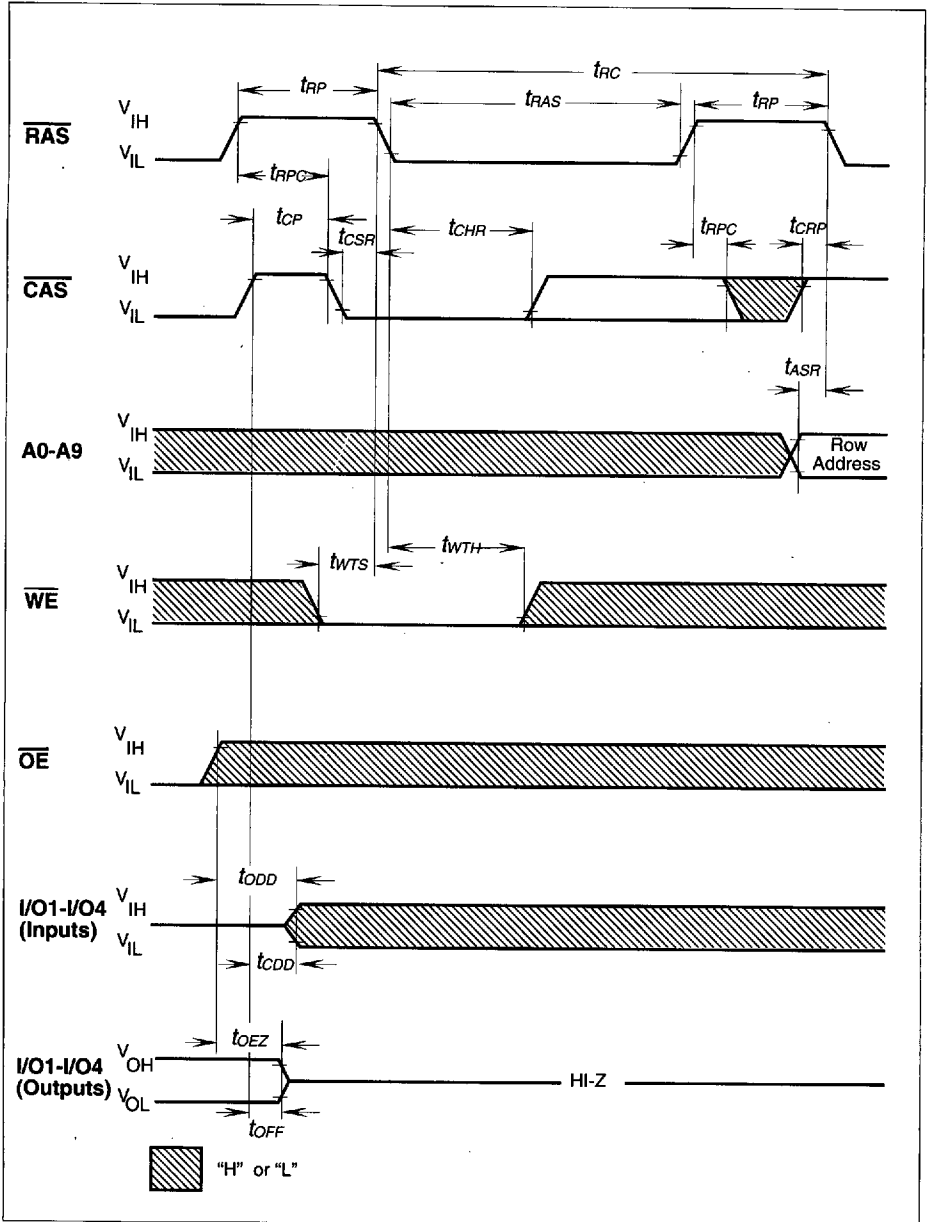 tRC
tRP
tRAS
tRP
RAS
VIH
VIL
tRPC
tCP
tCSR
tCHR
tRPC
tCRP
CAS
VIH
VIL
tASR
A0-A9
VIH
VIL
Row
Address
tWTS
tWTH
WE
VIH
VIL
OE
VIH
VIL
tODD
I/O1-I/O4
(Inputs)
VIH
VIL
tCDD
tOEZ
I/O1-I/O4
(Outputs)
VOH
VOL
HI-Z
tOFF
"H" or "L"